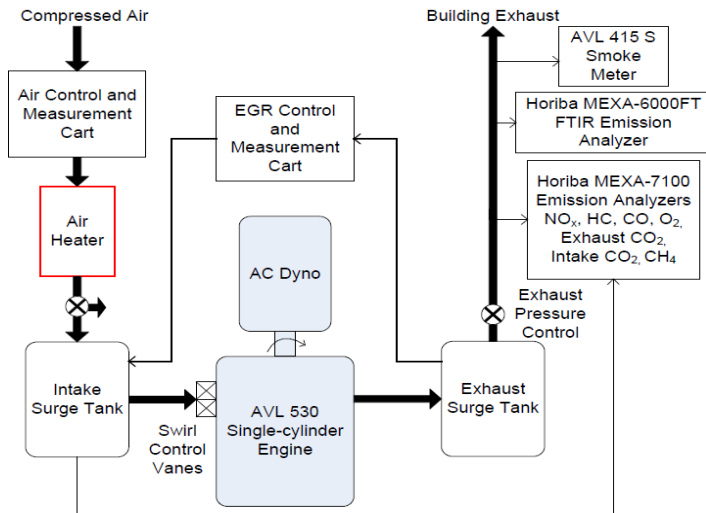 Compressed Air
Building Exhaust
AVL 415 S
Smoke
Meter
Air Control and
Measurement
Cart
EGR Control
and
Measurement
Cart
Horiba MEXA-6000FT
FTIR Emission
Analyzer
Horiba MEXA-7100
Emission Analyzers
NOx, HC, CO, O2,
Exhaust CO2,
Intake CO2, CH4
Air
Heater
AC Dyno
Exhaust
Pressure
Control
Intake
Surge Tank
Swirl
Control
Vanes
AVL 530
Single-cylinder
Engine
Exhaust
Surge Tank